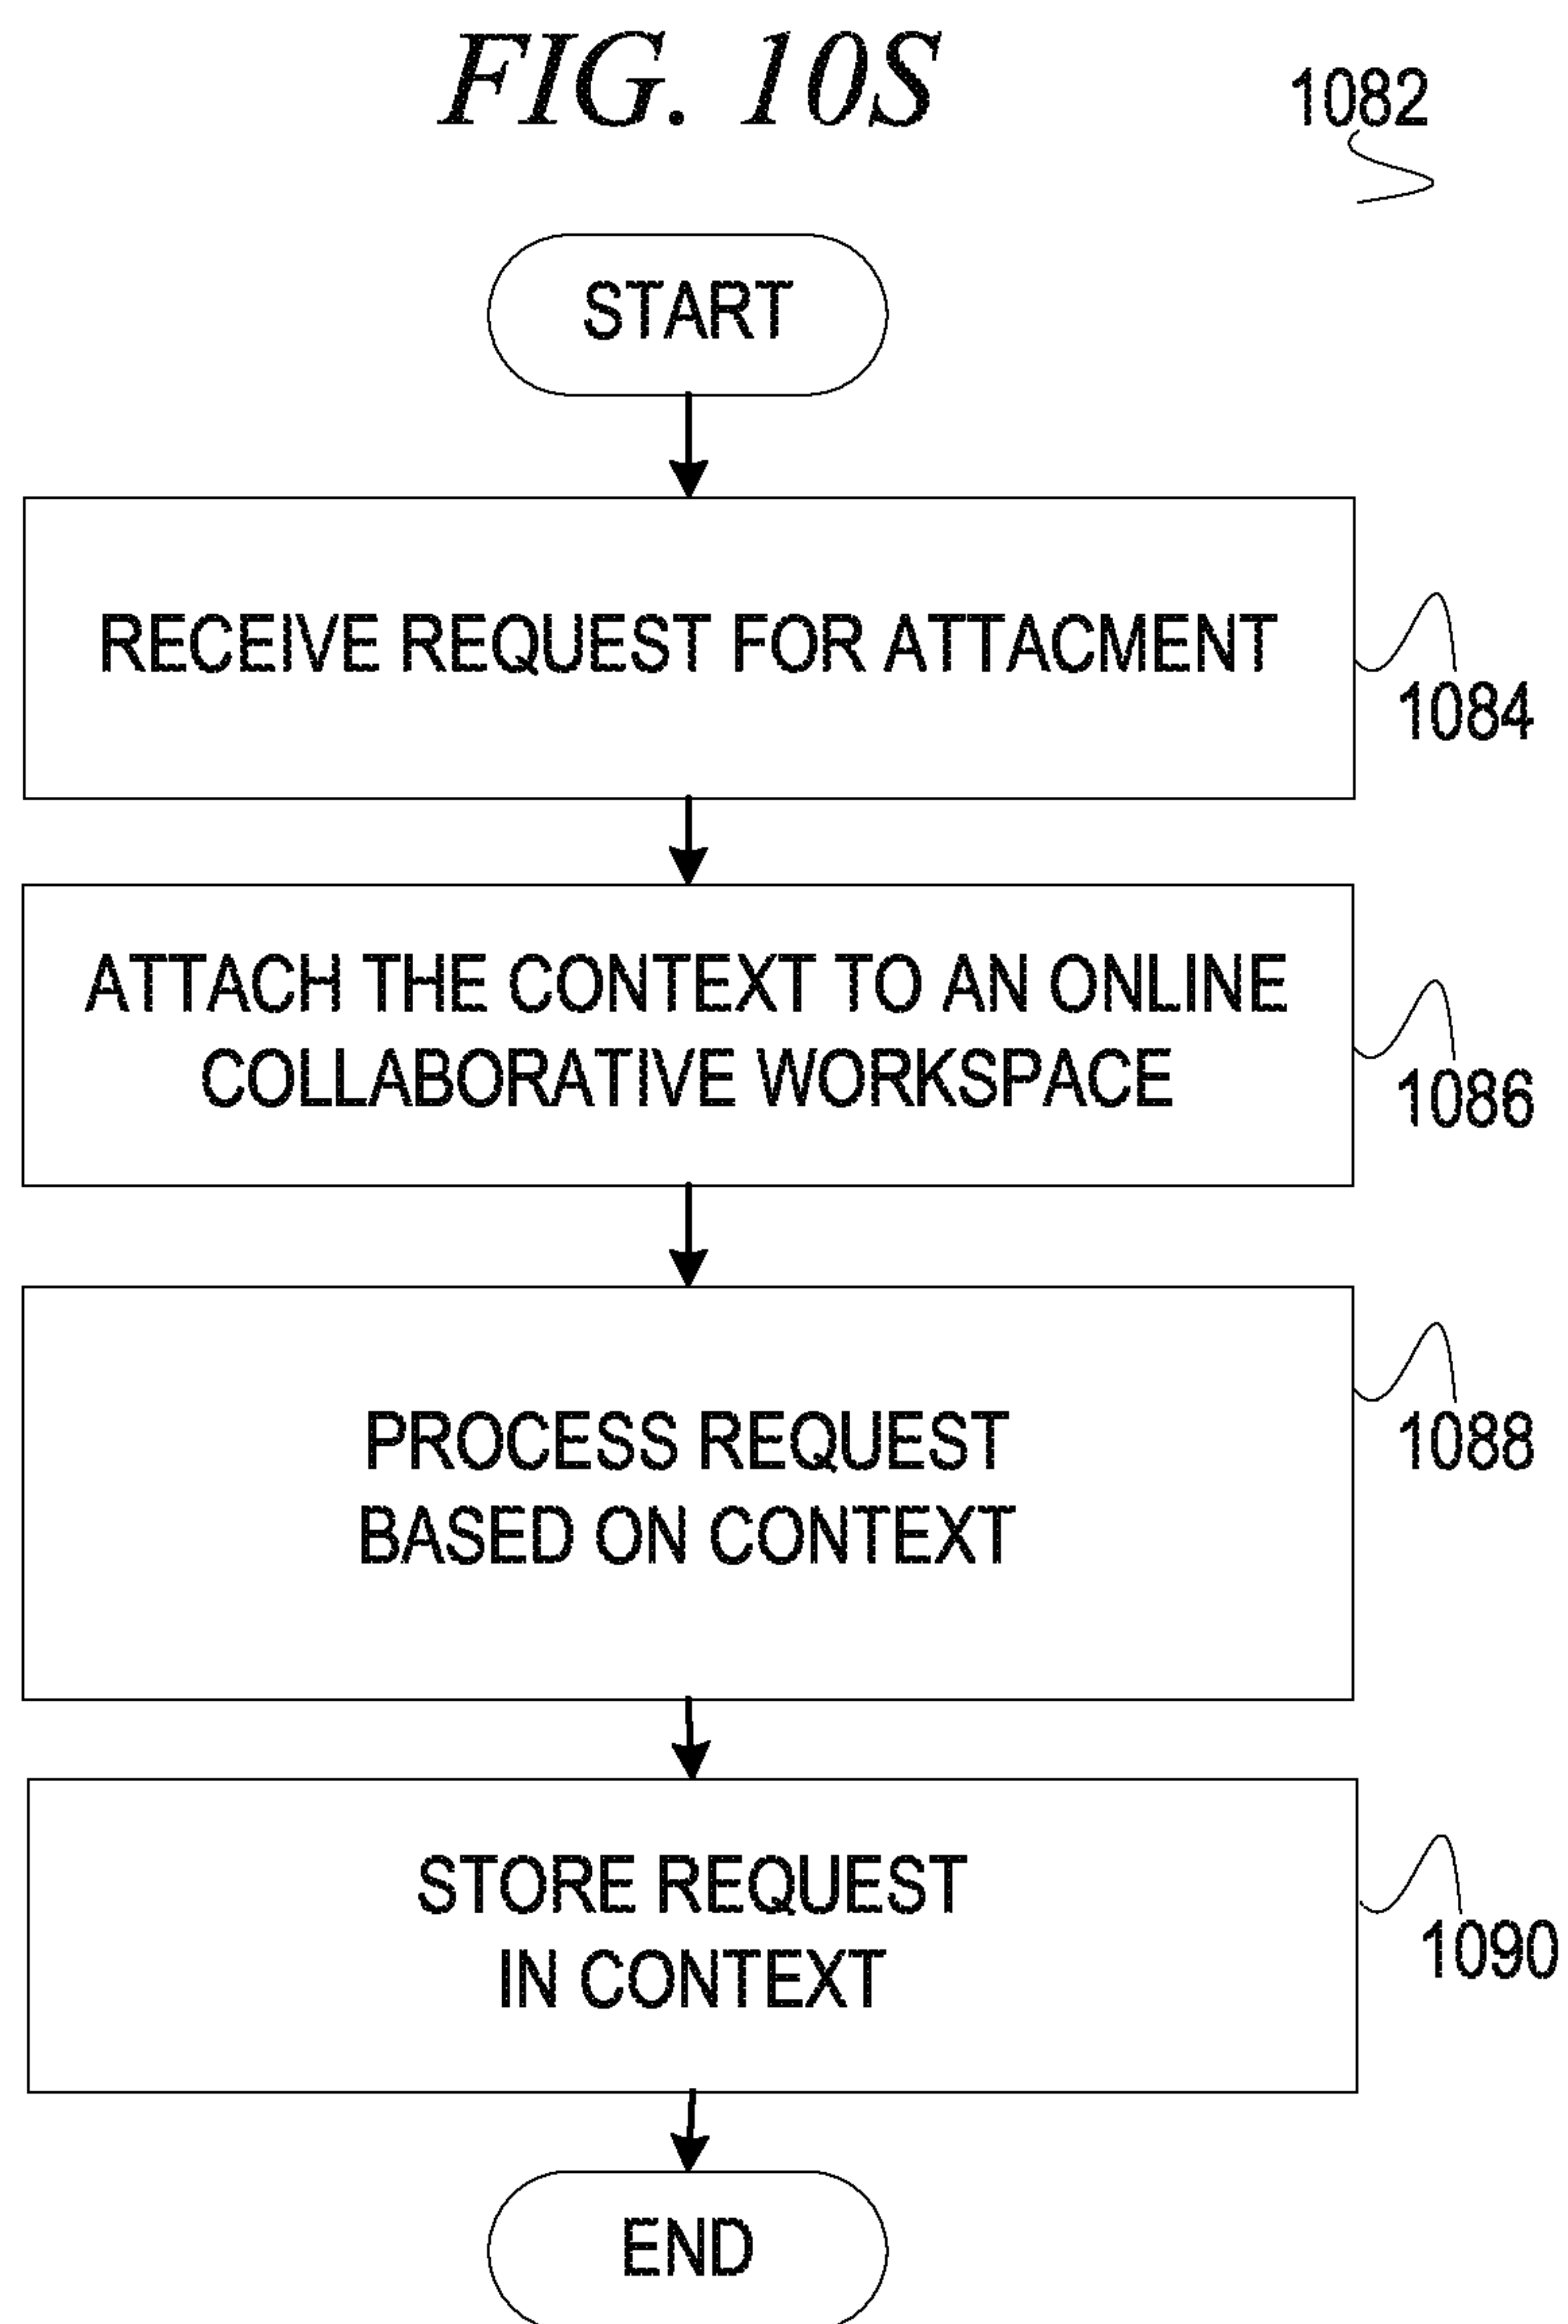 FIG. 10S
1082
START
RECEIVE REQUEST FOR ATTACMENT
1084
ATTACH THE CONTEXT TO AN ONLINE
COLLABORATIVE WORKSPACE
1086
PROCESS REQUEST
BASED ON CONTEXT
1088
STORE REQUEST
IN CONTEXT
1090
END